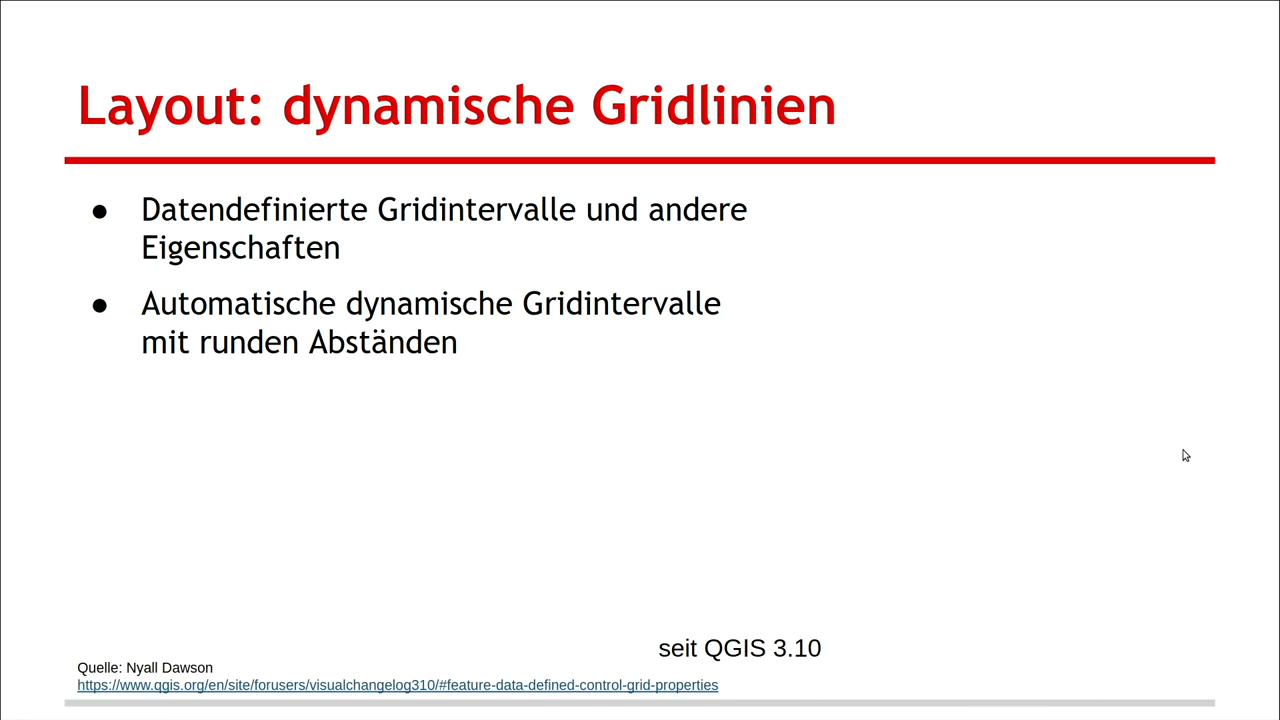 Layout: dynamische Gridlinien
● Datendefinierte Gridintervalle und andere
Eigenschaften
● Automatische dynamische Gridintervalle
mit runden Abständen
seit QGIS 3.10
Quelle: Nyall Dawson
https://www.qgis.org/en/site/forusers/visualchangelog310/#feature-data-defined-control-grid-properties